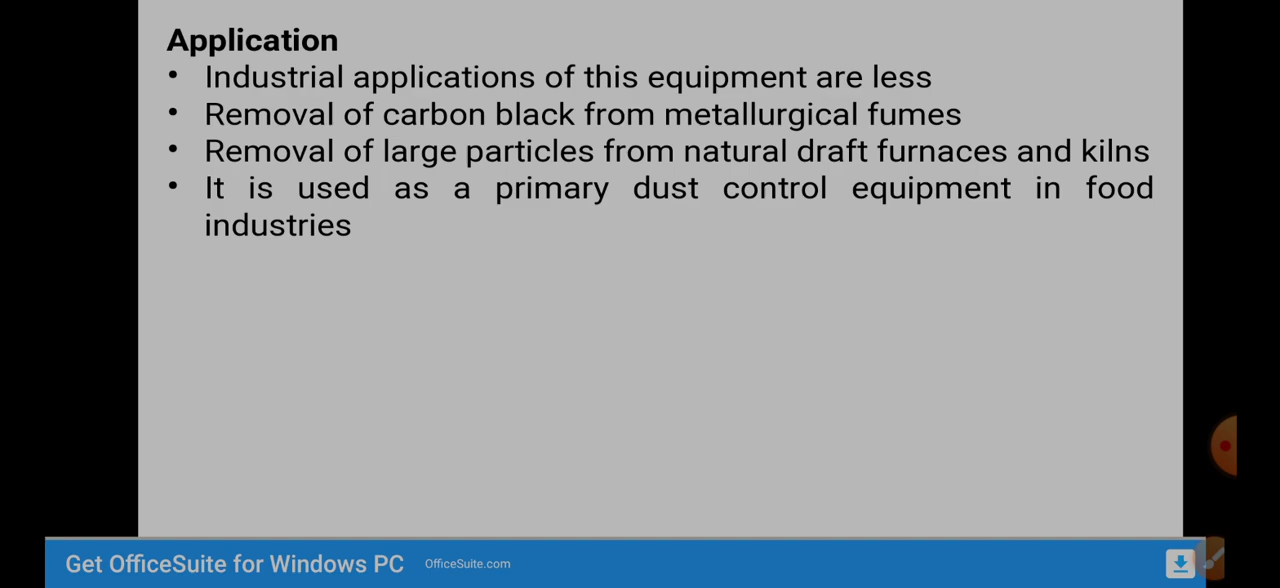 Application
• Industrial applications of this equipment are less
• Removal of carbon black from metallurgical fumes
• Removal of large particles from natural draft furnaces and kilns
• It is used as a primary dust control equipment in food
industries
Get OfficeSuite for Windows PC OfficeSuite.com